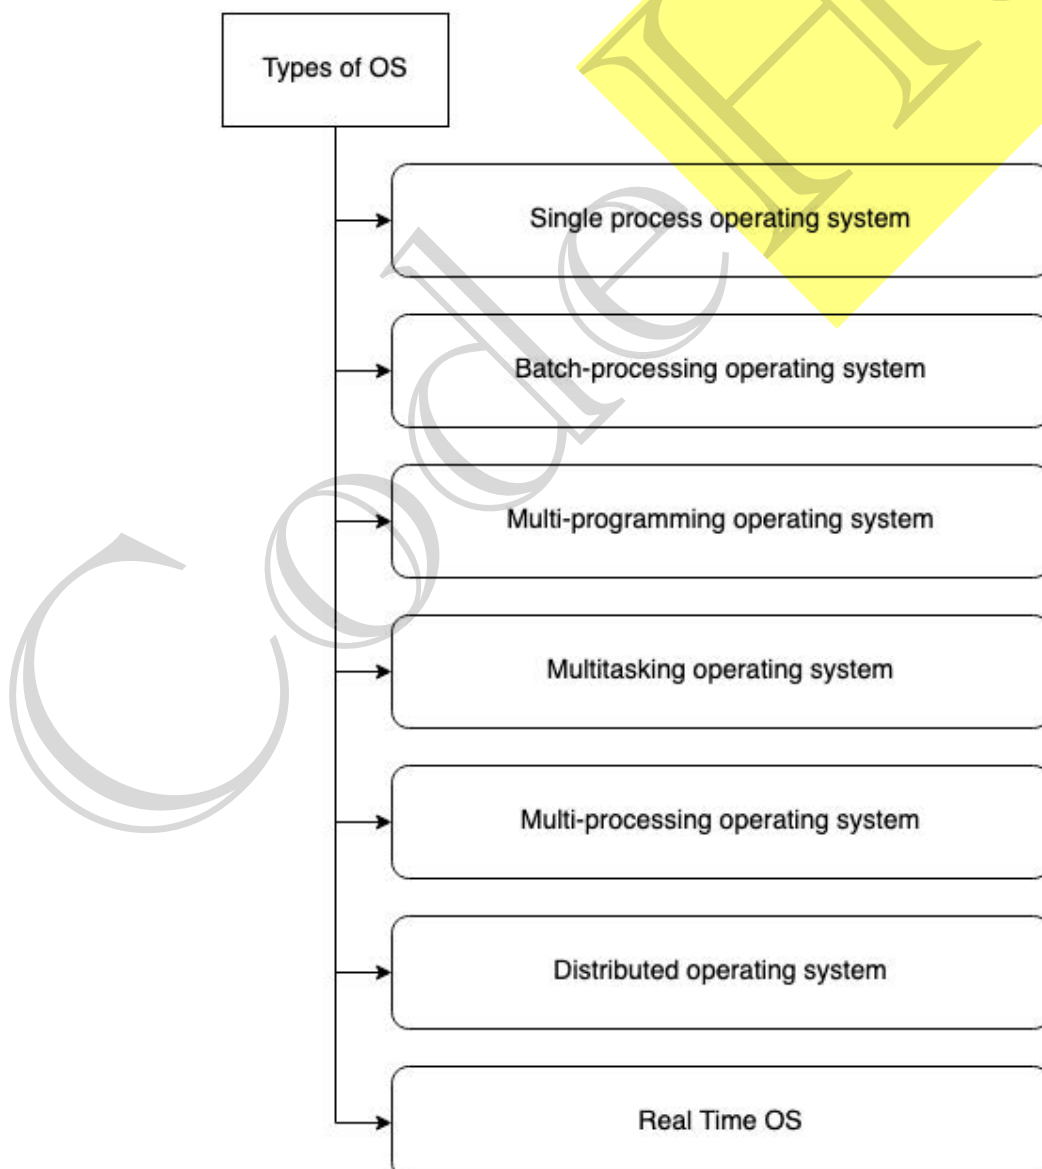 Types of OS
Single process operating system
Batch-processing operating system
Multi-programming operating system
Multitasking operating system
Multi-processing operating system
Distributed operating system
Real Time OS
Code